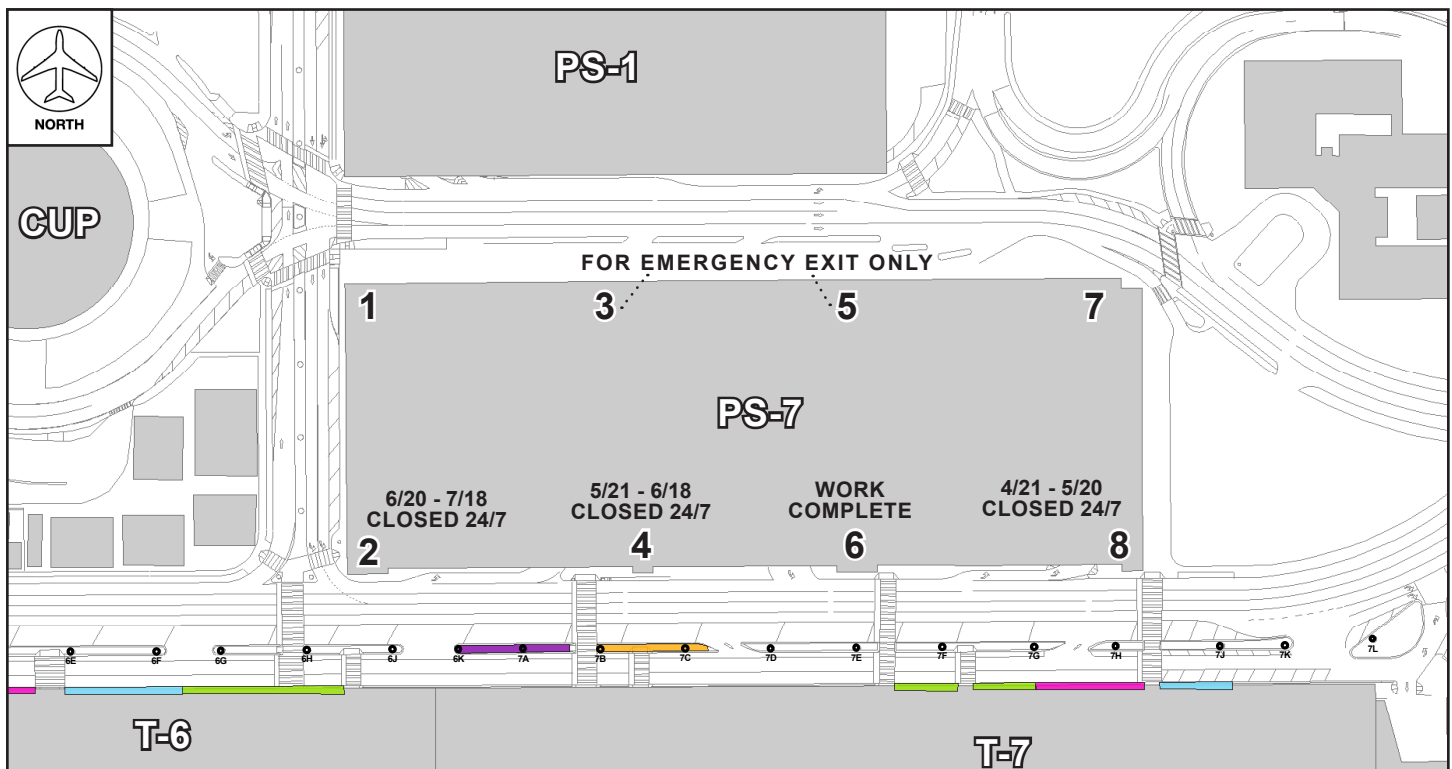 NORTH
PS-1
CUP
FOR EMERGENCY EXIT ONLY
1
3
5
7
PS-7
6/20 - 7/18
CLOSED 24/7
5/21 - 6/18
CLOSED 24/7
WORK
COMPLETE
4/21 - 5/20
CLOSED 24/7
2
4
6
8
6E
6F
6G
6H
6J
6K
7A
7B
7C
7D
7E
7F
7G
7H
7J
7K
7L
T-6
T-7